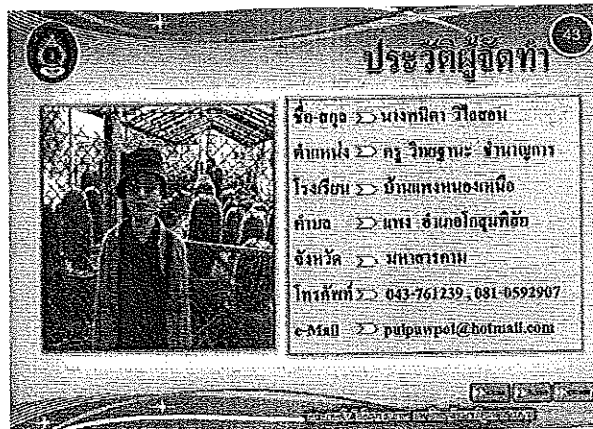 43
ประวัติผู้จัดทำ
ชื่อ-สกุล นางพนิดา วิไลสอน
ตำแหน่ง ครู วิทยฐานะ ชำนาญการ
โรงเรียน บ้านแพงหนองเหนือ
ตำบล แพง อำเภอโกสุมพิสัย
จังหวัด มหาสารคาม
โทรศัพท์ 043-761239 , 081-0592907
e-Mail puipawpol@hotmail.com